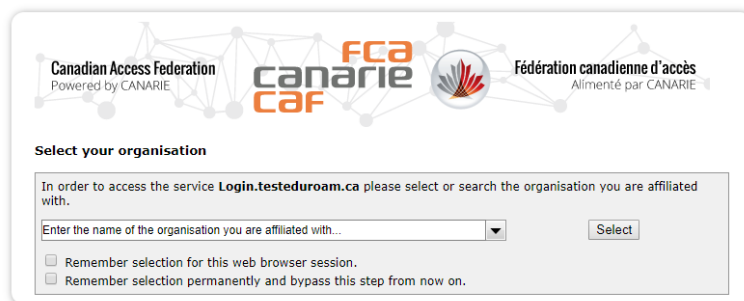 Canadian Access Federation
Powered by CANARIE
fca
canarie
caf
Fédération canadienne d'accès
Alimenté par CANARIE
Select your organisation
In order to access the service Login.testeduroam.ca please select or search the organisation you are affiliated
with.
Enter the name of the organisation you are affiliated with...
Select
Remember selection for this web browser session.
Remember selection permanently and bypass this step from now on.